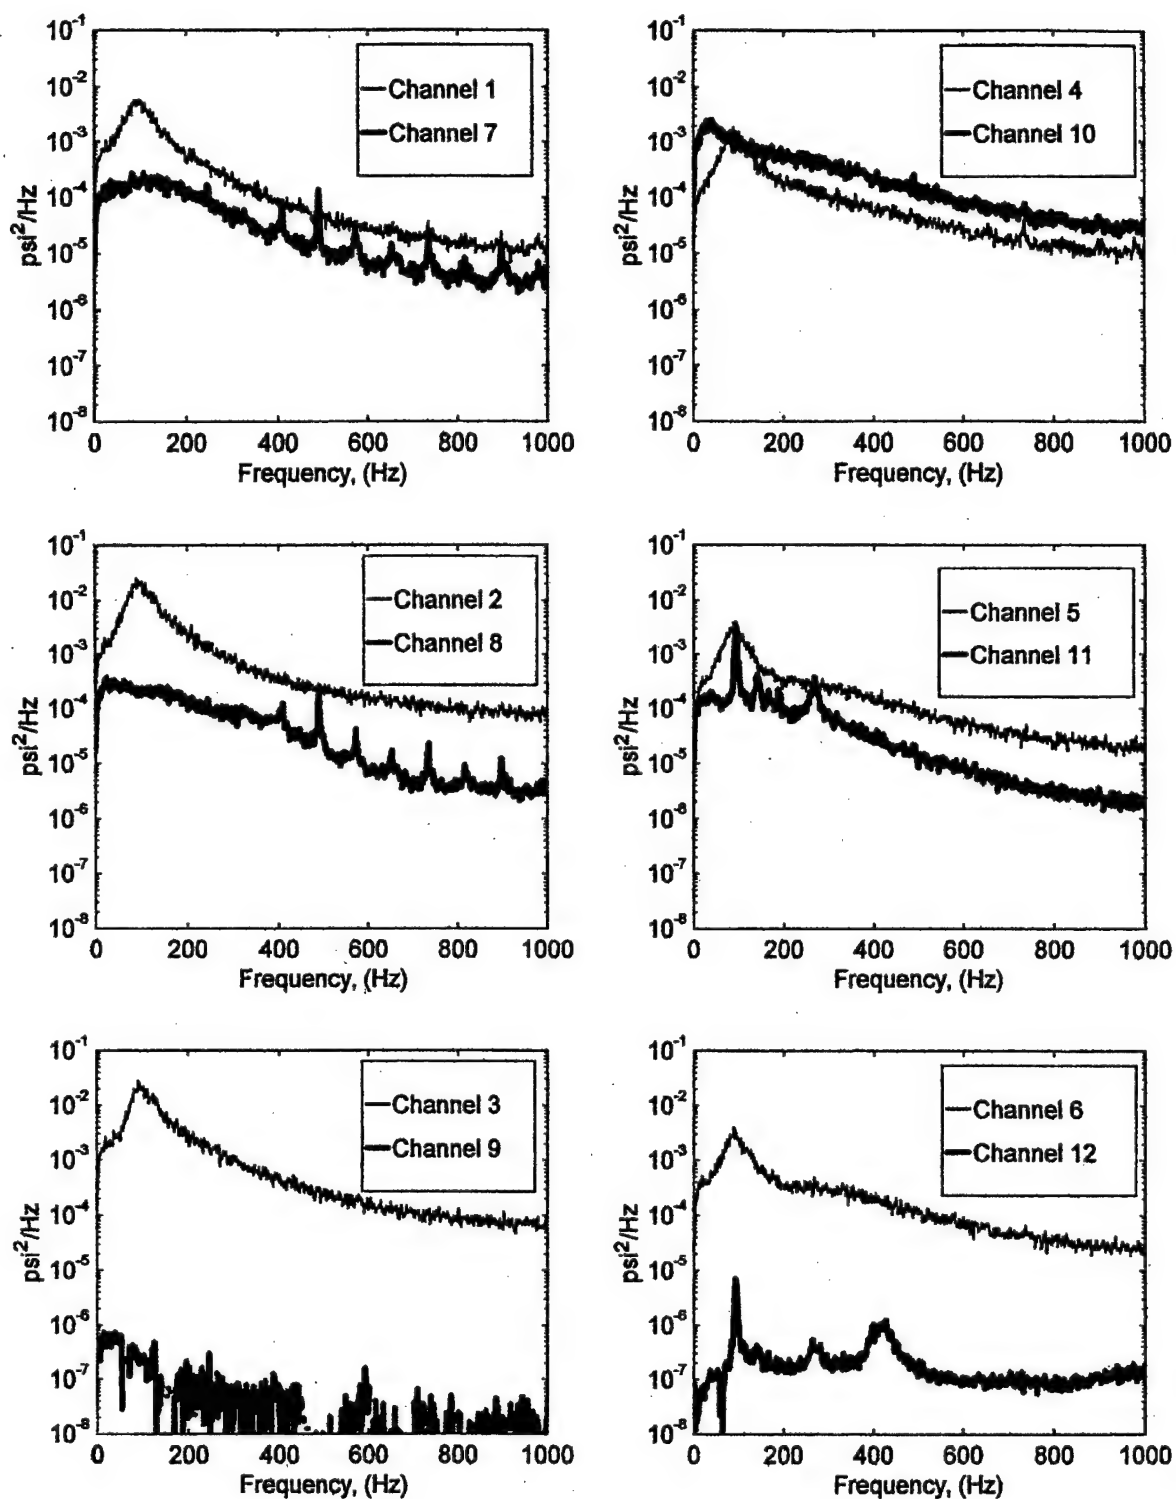 10-1
10-2
10-3
10-4
10-5
10-6
10-7
10-8
psi2/Hz
Channel 1
Channel 7
0 200 400 600 800 1000
Frequency, (Hz)
10-1
10-2
10-3
10-4
10-5
10-6
10-7
10-8
psi2/Hz
Channel 4
Channel 10
0 200 400 600 800 1000
Frequency, (Hz)
10-1
10-2
10-3
10-4
10-5
10-6
10-7
10-8
psi2/Hz
Channel 2
Channel 8
0 200 400 600 800 1000
Frequency, (Hz)
10-1
10-2
10-3
10-4
10-5
10-6
10-7
10-8
psi2/Hz
Channel 5
Channel 11
0 200 400 600 800 1000
Frequency, (Hz)
10-1
10-2
10-3
10-4
10-5
10-6
10-7
10-8
psi2/Hz
Channel 3
Channel 9
0 200 400 600 800 1000
Frequency, (Hz)
10-1
10-2
10-3
10-4
10-5
10-6
10-7
10-8
psi2/Hz
Channel 6
Channel 12
0 200 400 600 800 1000
Frequency, (Hz)